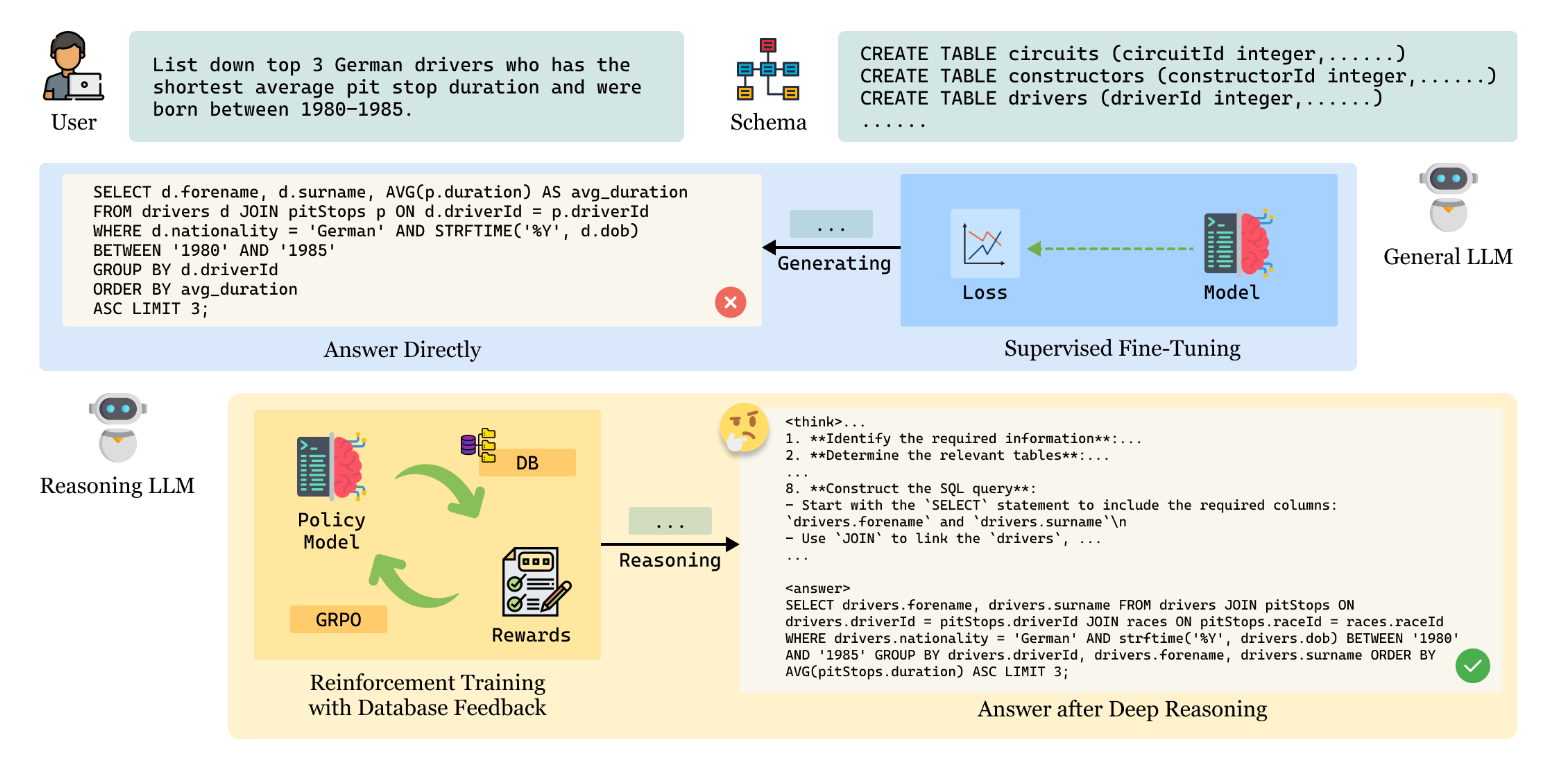 User
List down top 3 German drivers who has the
shortest average pit stop duration and were
born between 1980-1985.
Schema
CREATE TABLE circuits (circuitId integer,......)
CREATE TABLE constructors (constructorId integer,......)
CREATE TABLE drivers (driverId integer,......)
......
SELECT d.forename, d.surname, AVG(p.duration) AS avg_duration
FROM drivers d JOIN pitStops p ON d.driverId = p.driverId
WHERE d.nationality = 'German' AND STRFTIME('%Y', d.dob)
BETWEEN '1980' AND '1985'
GROUP BY d.driverId
ORDER BY avg_duration
ASC LIMIT 3;
Answer Directly
...
Generating
Loss
Model
Supervised Fine-Tuning
General LLM
Reasoning LLM
Policy
Model
DB
GRPO
Rewards
Reinforcement Training
with Database Feedback
...
Reasoning
<think>...
1. **Identify the required information**:...
2. **Determine the relevant tables**:...
...
8. **Construct the SQL query**:
- Start with the `SELECT` statement to include the required columns:
`drivers.forename` and `drivers.surname`\n
- Use `JOIN` to link the `drivers`, ...
...
<answer>
SELECT drivers.forename, drivers.surname FROM drivers JOIN pitStops ON
drivers.driverId = pitStops.driverId JOIN races ON pitStops.raceId = races.raceId
WHERE drivers.nationality = 'German' AND strftime('%Y', drivers.dob) BETWEEN '1980'
AND '1985' GROUP BY drivers.driverId, drivers.forename, drivers.surname ORDER BY
AVG(pitStops.duration) ASC LIMIT 3;
Answer after Deep Reasoning